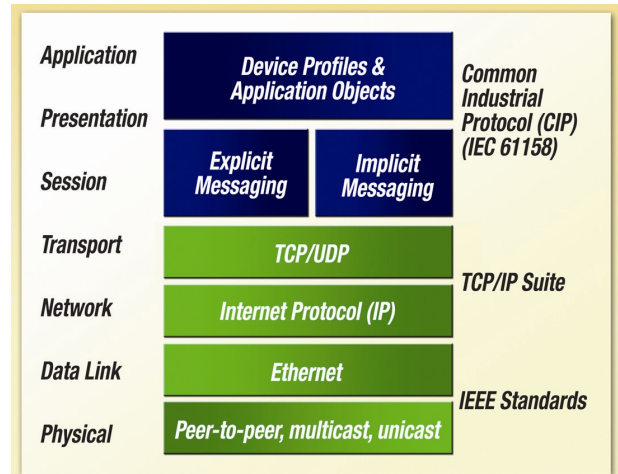 Application
Device Profiles &
Application Objects
Common
Industrial
Protocol (CIP)
(IEC 61158)
Presentation
Session
Explicit
Messaging
Implicit
Messaging
Transport
TCP/UDP
TCP/IP Suite
Network
Internet Protocol (IP)
Data Link
Ethernet
IEEE Standards
Physical
Peer-to-peer, multicast, unicast